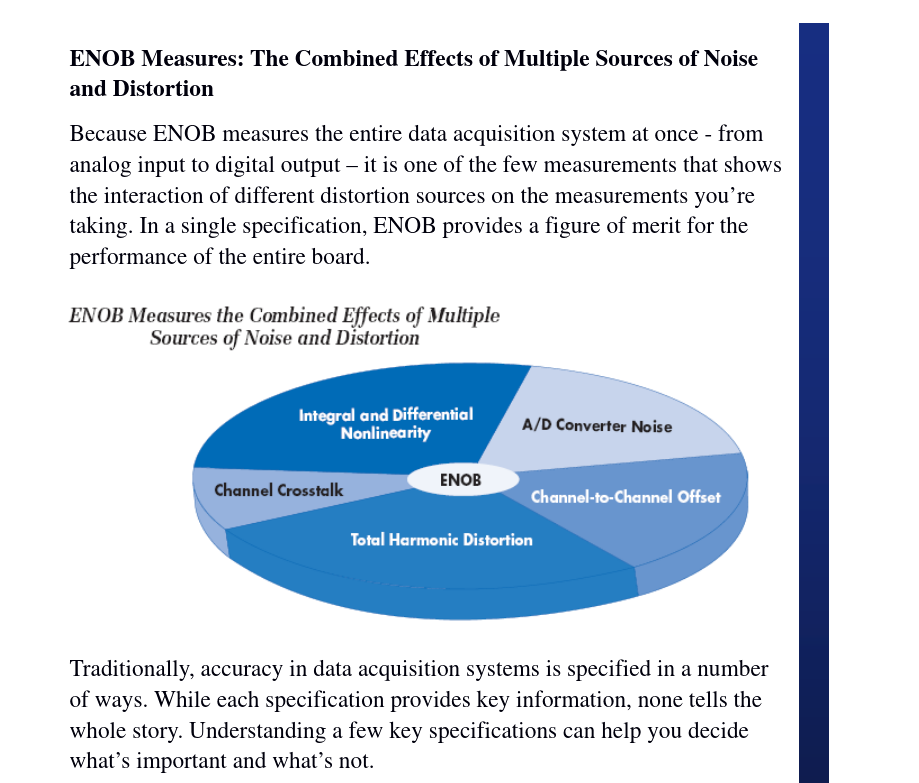 ENOB Measures: The Combined Effects of Multiple Sources of Noise
and Distortion
Because ENOB measures the entire data acquisition system at once - from
analog input to digital output – it is one of the few measurements that shows
the interaction of different distortion sources on the measurements you’re
taking. In a single specification, ENOB provides a figure of merit for the
performance of the entire board.
ENOB Measures the Combined Effects of Multiple
Sources of Noise and Distortion
Integral and Differential
Nonlinearity
A/D Converter Noise
Channel Crosstalk
ENOB
Channel-to-Channel Offset
Total Harmonic Distortion
Traditionally, accuracy in data acquisition systems is specified in a number
of ways. While each specification provides key information, none tells the
whole story. Understanding a few key specifications can help you decide
what’s important and what’s not.